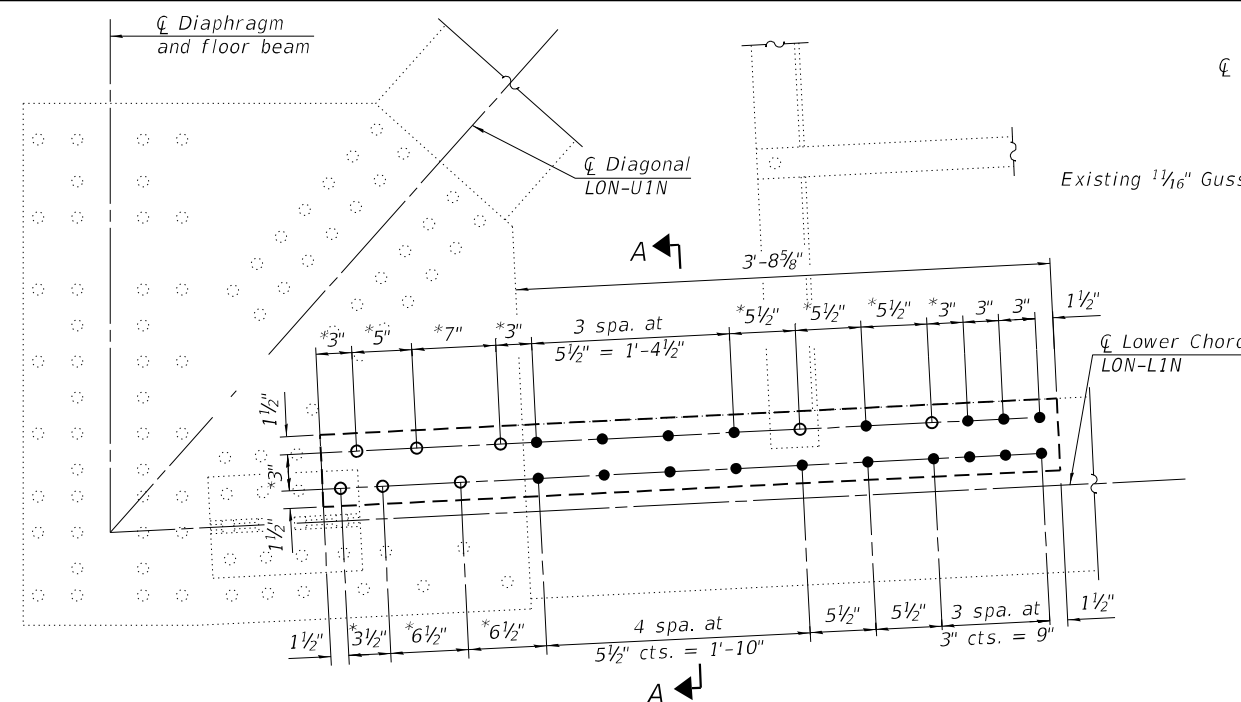 ℄ Diaphragm
and floor beam
℄
℄ Diagonal
L0N-U1N
Existing 11/16" Guss
A
3'-8⅝"
*3"
*5"
*7"
*3"
3 spa. at
5½" = 1'-4½"
*5½"
*5½"
*5½"
*3"
3"
3"
1½"
℄ Lower Chord
L0N-L1N
1½"
*3"
1½"
1½"
*3½"
*6½"
*6½"
4 spa. at
5½" cts. = 1'-10"
5½"
5½"
3 spa. at
3" cts. = 9"
1½"
A